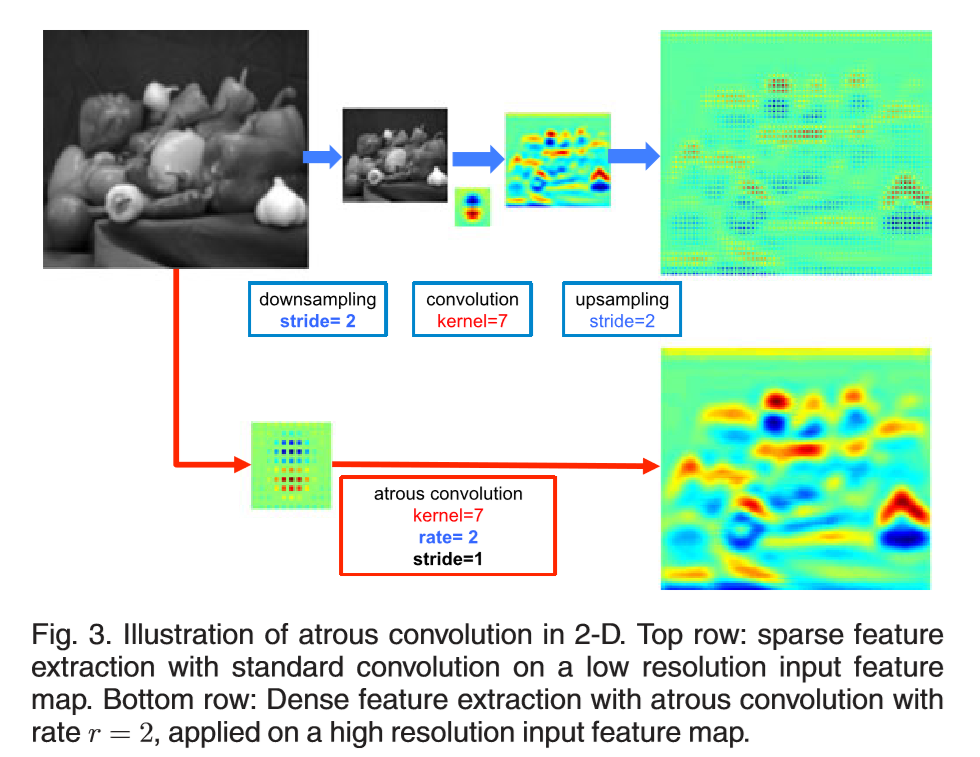 downsampling
stride= 2
convolution
kernel=7
upsampling
stride=2
atrous convolution
kernel=7
rate= 2
stride=1
Fig. 3. Illustration of atrous convolution in 2-D. Top row: sparse feature
extraction with standard convolution on a low resolution input feature
map. Bottom row: Dense feature extraction with atrous convolution with
rate r = 2, applied on a high resolution input feature map.